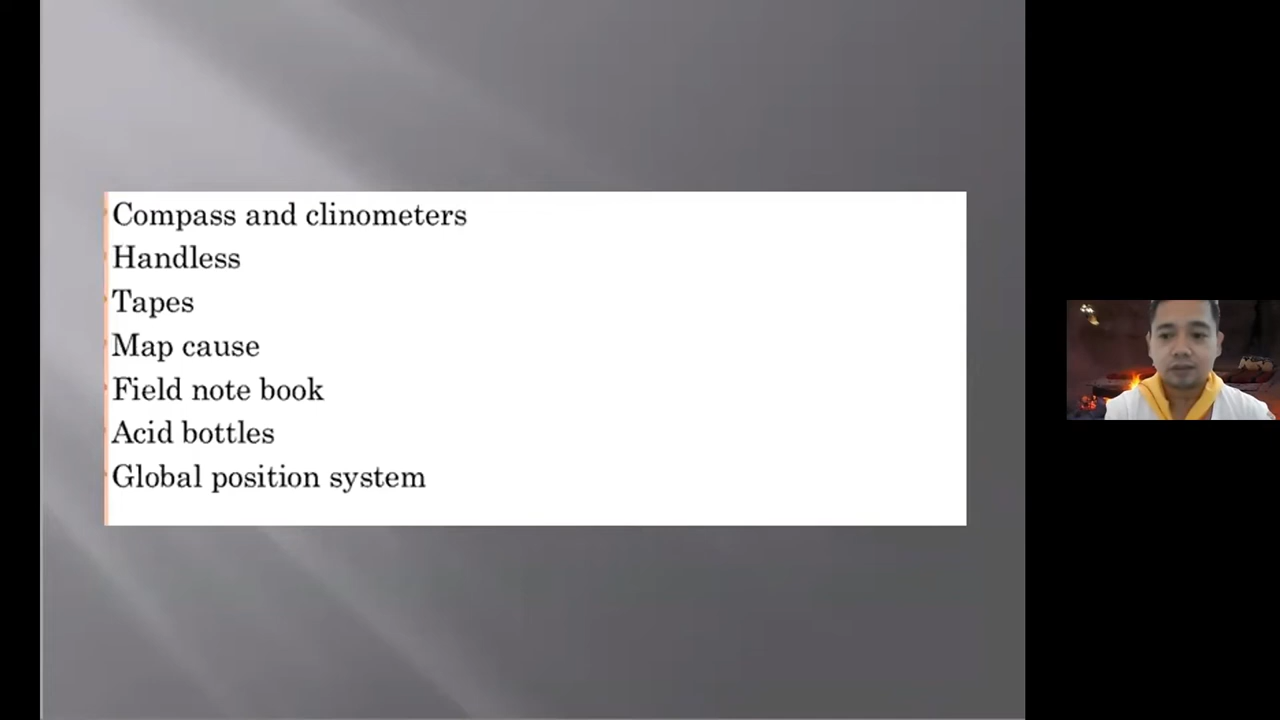 Compass and clinometers
Handless
Tapes
Map cause
Field note book
Acid bottles
Global position system